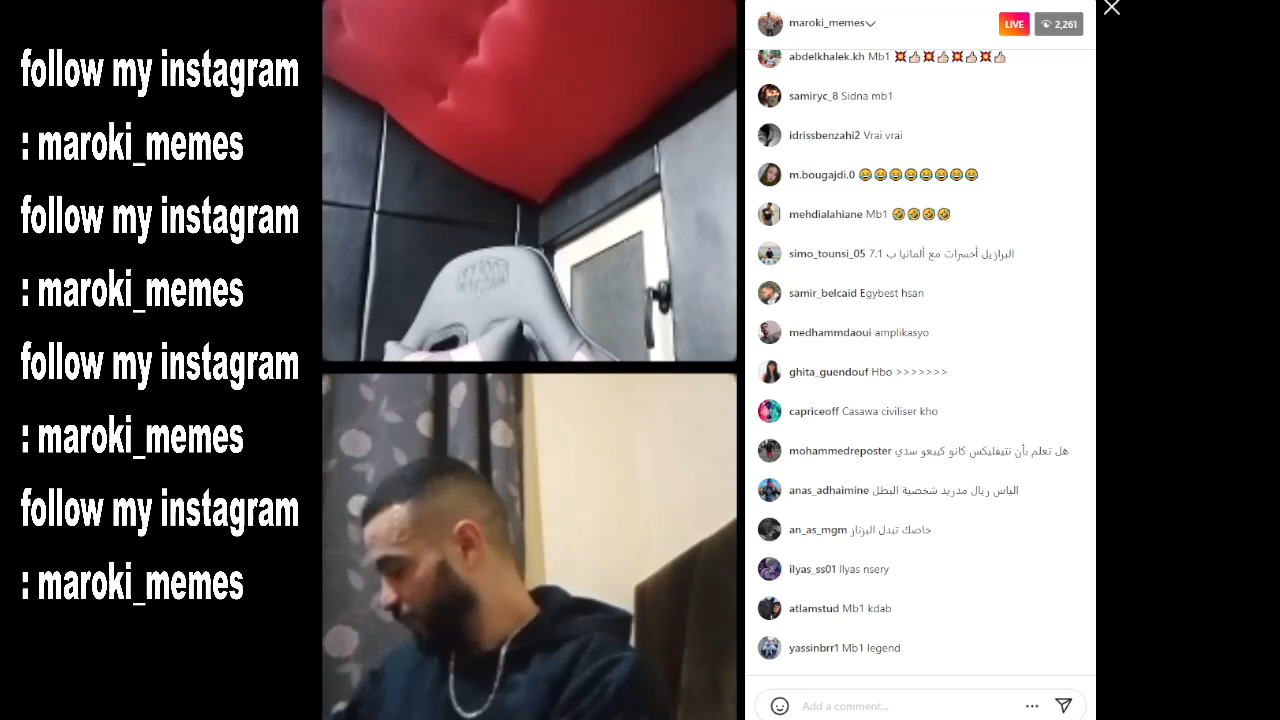 follow my instagram
: maroki_memes
follow my instagram
: maroki_memes
follow my instagram
: maroki_memes
follow my instagram
: maroki_memes
maroki_memes
LIVE
2,261
abdelkhalek.kh Mb1 💥👍🏻💥👍🏻💥👍🏻💥👍🏻
samiryc_8 Sidna mb1
idrissbenzahi2 Vrai vrai
m.bougajdi.0 😂😂😂😂😂😂😂😂
mehdialahiane Mb1 🤣🤣🤣🤣
simo_tounsi_05 البرازيل أخسرات مع ألمانيا ب 7.1
samir_belcaid Egybest hsan
medhammdaoui amplikasyo
ghita_guendouf Hbo >>>>>>>
capriceoff Casawa civiliser kho
mohammedreposter هل تعلم بأن نتيفليكس كانو كيبعو سدي
anas_adhaimine الياس ريال مدريد شخصية البطل
an_as_mgm خاصك تبدل البزناز
ilyas_ss01 Ilyas nsery
atlamstud Mb1 kdab
yassinbrr1 Mb1 legend
Add a comment...